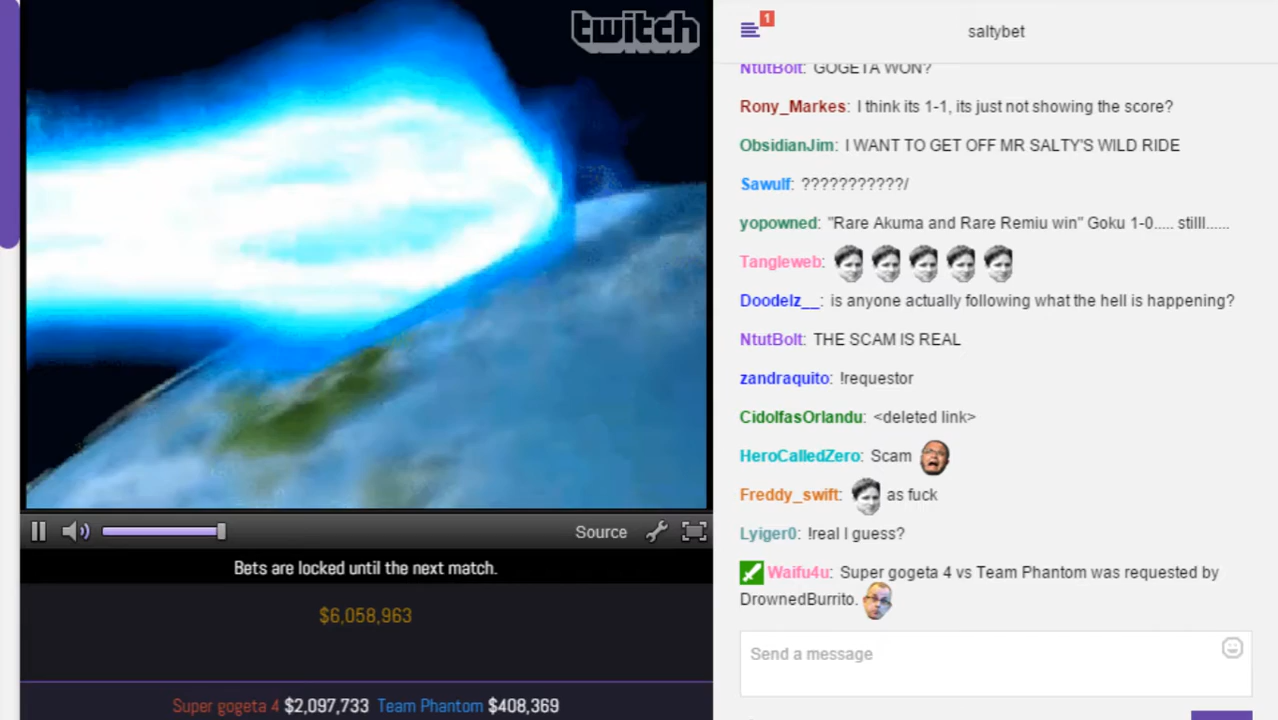 twitch
1
saltybet
NtutBolt: GOGETA WON?
Rony_Markes: I think its 1-1, its just not showing the score?
ObsidianJim: I WANT TO GET OFF MR SALTY'S WILD RIDE
Sawulf: ???????????/
yopowned: "Rare Akuma and Rare Remiu win" Goku 1-0..... stilll......
Tangleweb:
Doodelz__: is anyone actually following what the hell is happening?
NtutBolt: THE SCAM IS REAL
zandraquito: !requestor
CidolfasOrlandu: <deleted link>
HeroCalledZero: Scam
Freddy_swift: as fuck
Lyiger0: !real I guess?
Waifu4u: Super gogeta 4 vs Team Phantom was requested by
DrownedBurrito.
Send a message
Source
Bets are locked until the next match.
$6,058,963
Super gogeta 4 $2,097,733 Team Phantom $408,369